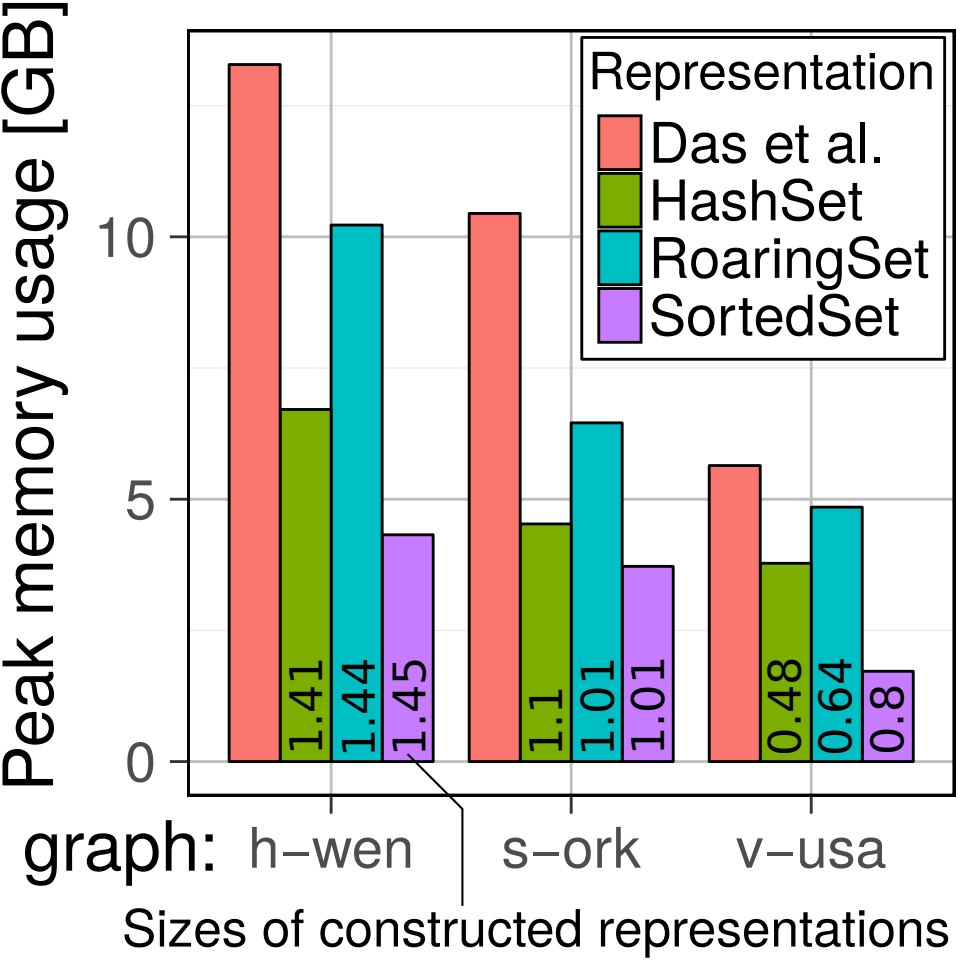 Peak memory usage [GB]
10
5
0
Representation
Das et al.
HashSet
RoaringSet
SortedSet
1.41
1.44
1.45
1.1
1.01
1.01
0.48
0.64
0.8
graph: h−wen s−ork v−usa
Sizes of constructed representations